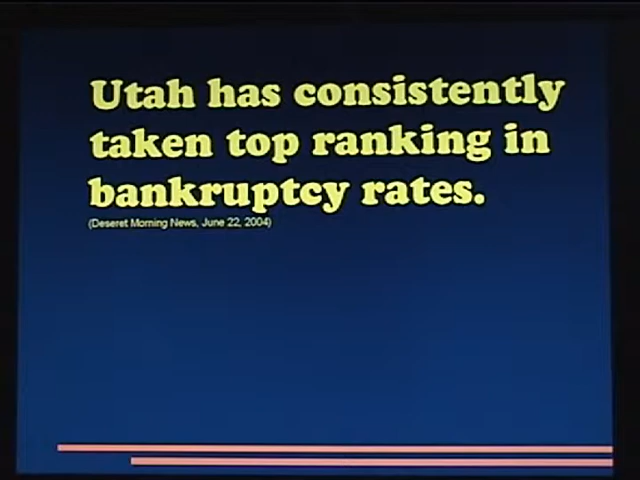 Utah has consistently
taken top ranking in
bankruptcy rates.
(Deseret Morning News, June 22, 2004)